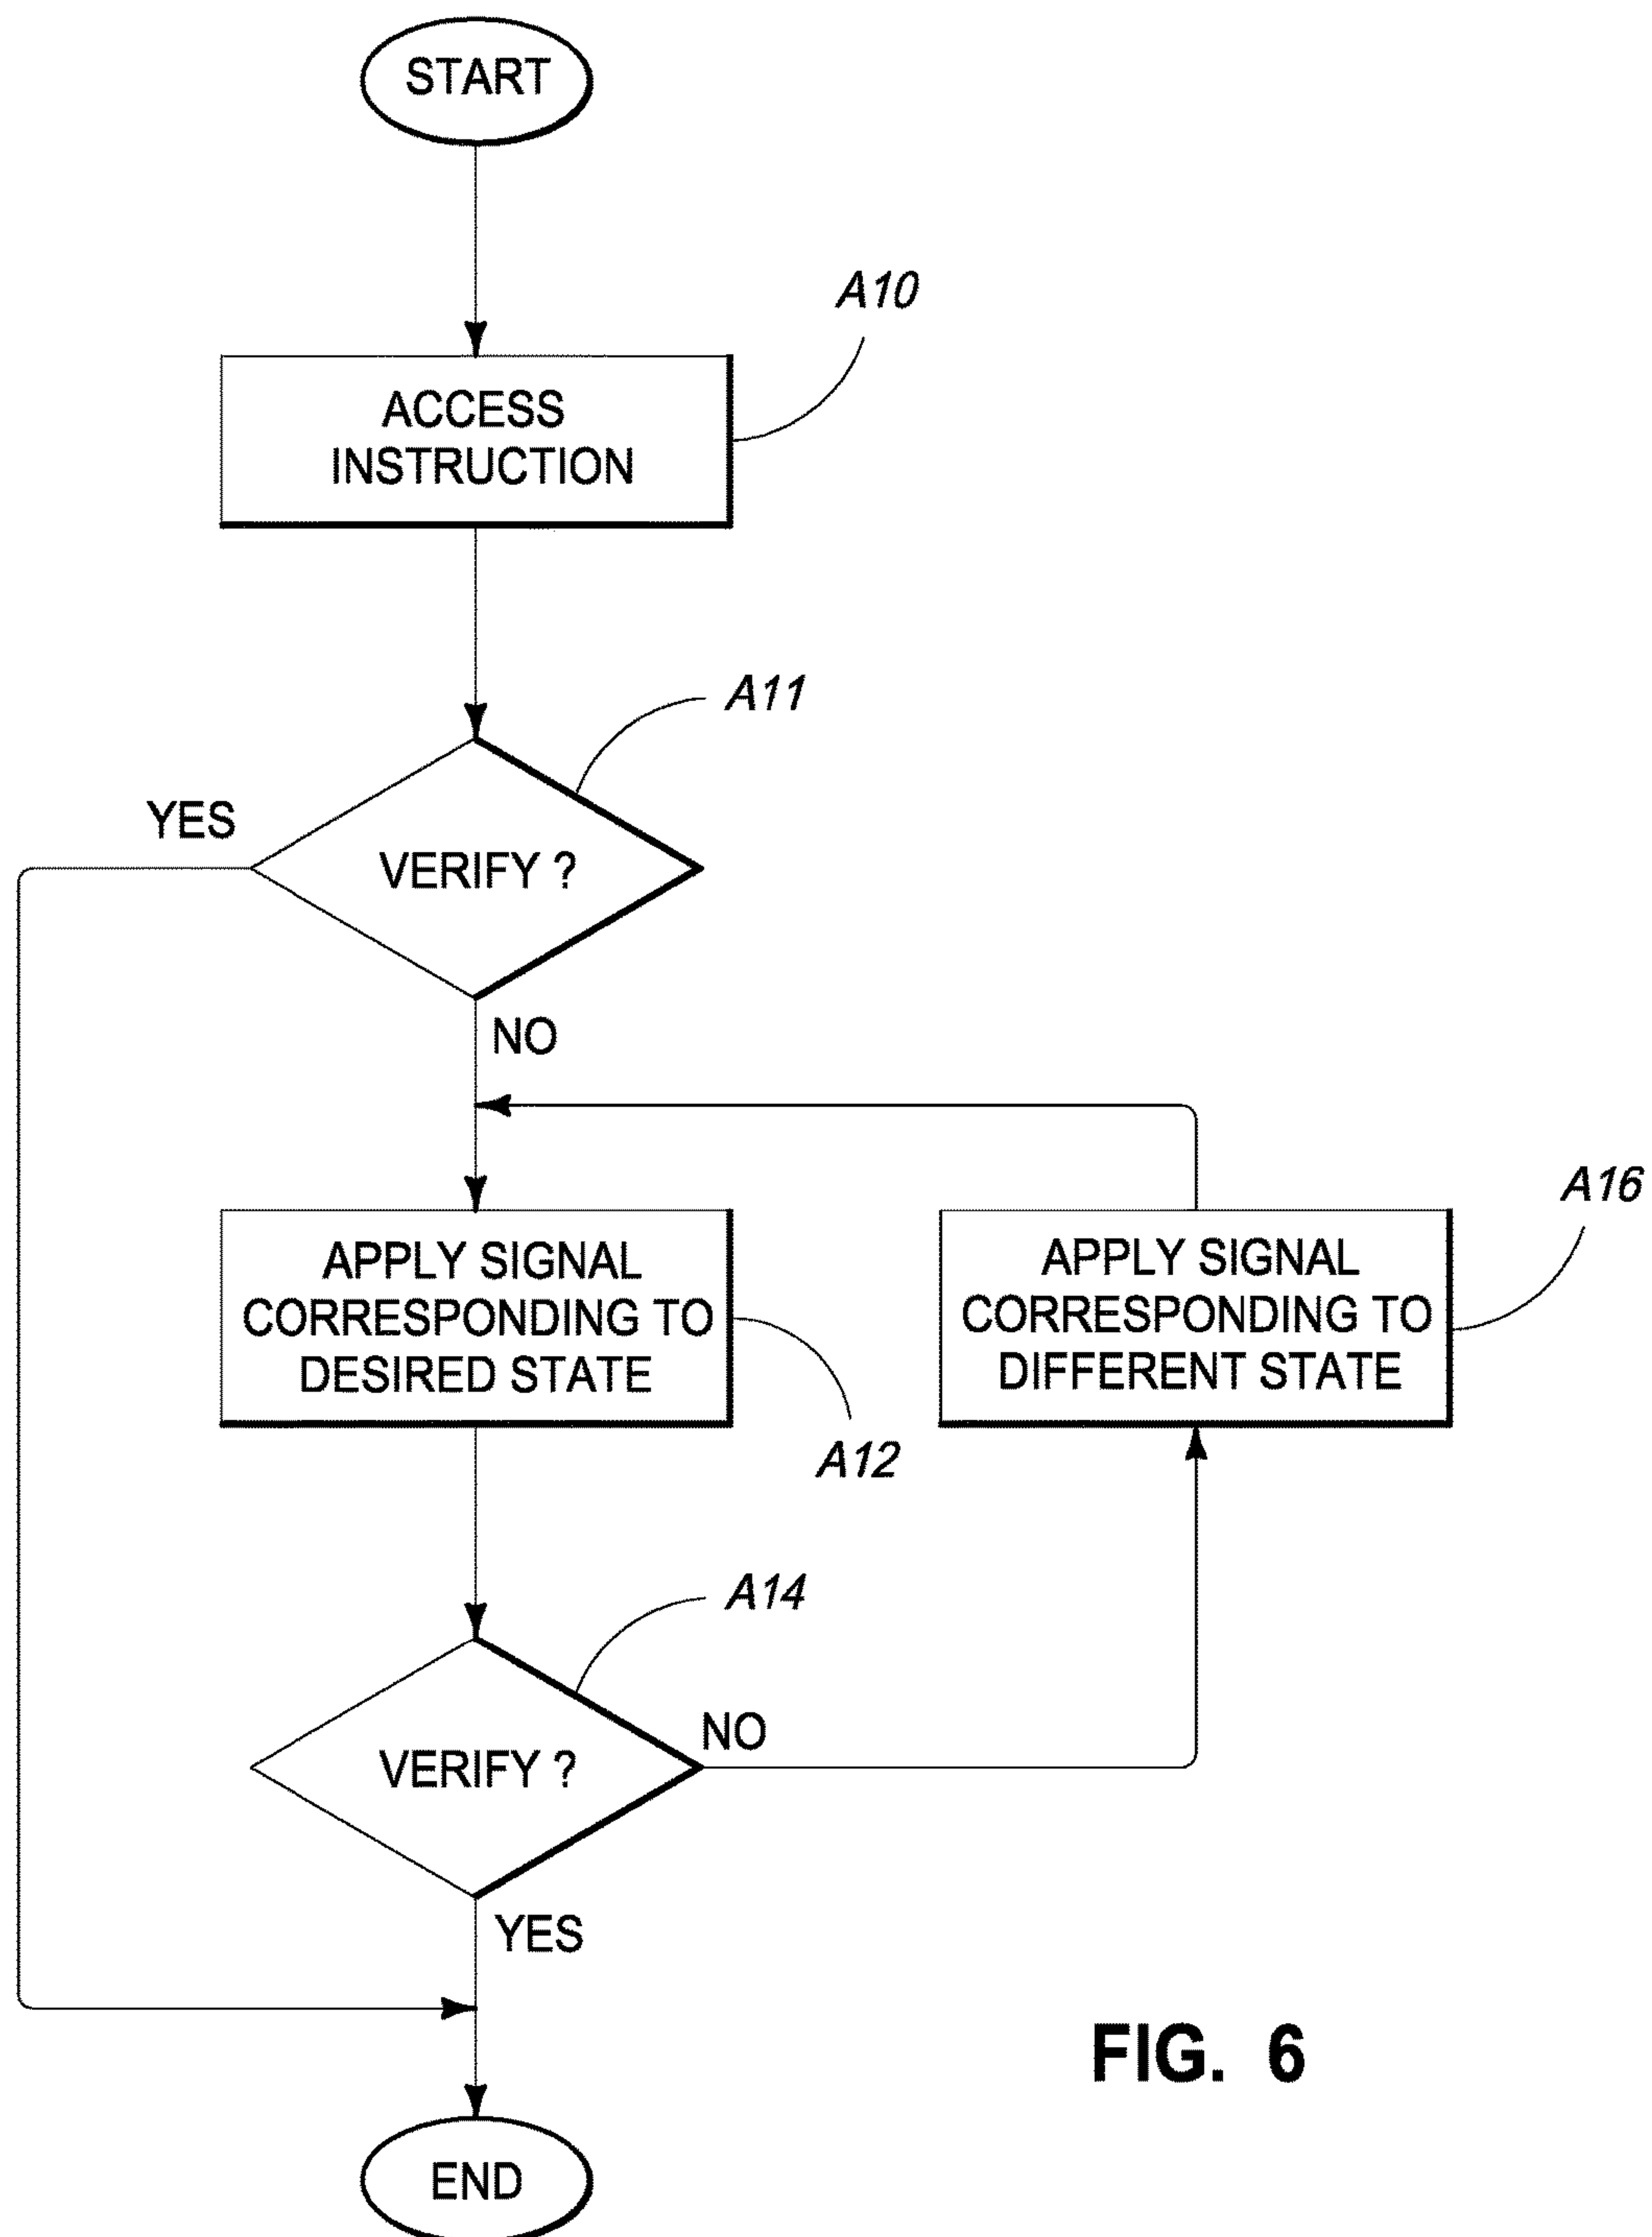 START
A10
ACCESS
INSTRUCTION
A11
YES
VERIFY ?
NO
A16
APPLY SIGNAL
CORRESPONDING TO
DESIRED STATE
APPLY SIGNAL
CORRESPONDING TO
DIFFERENT STATE
A12
A14
NO
VERIFY ?
YES
FIG. 6
END